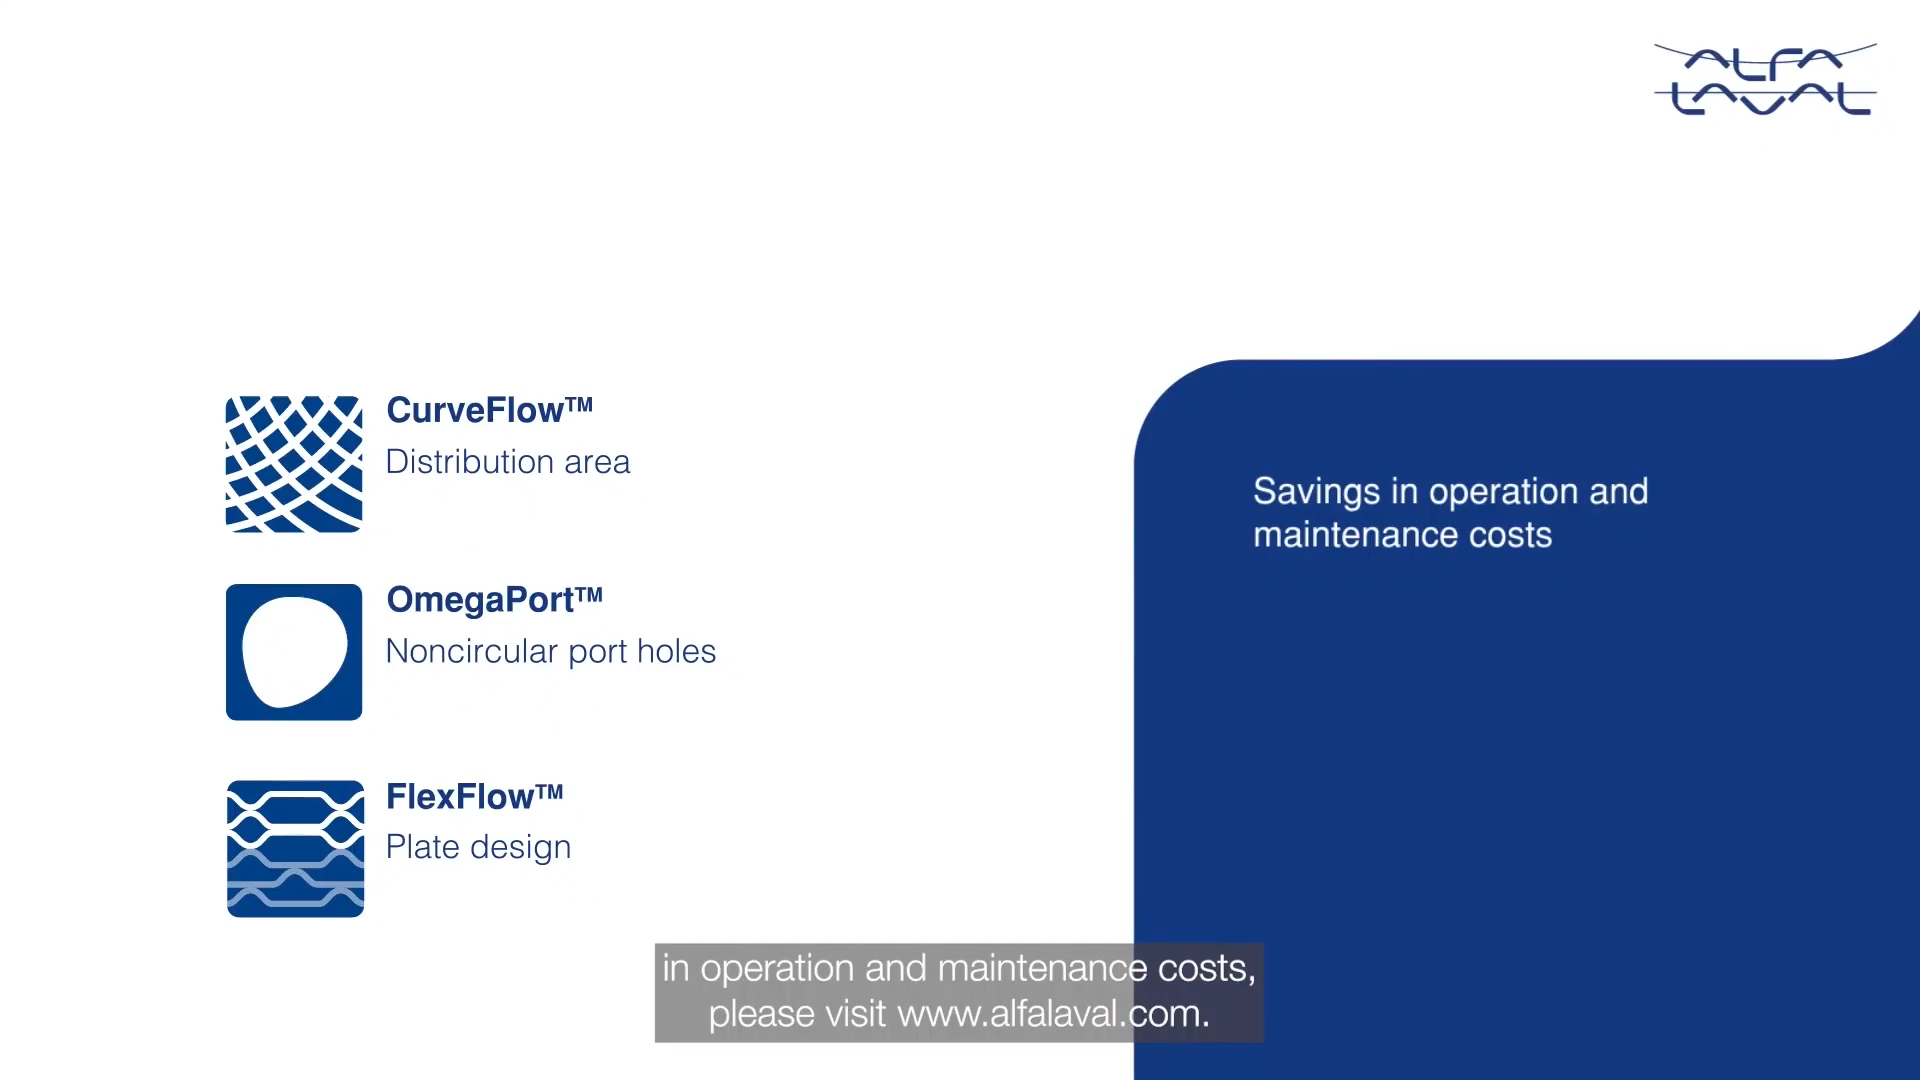 ALFA
LAVAL
CurveFlow™
Distribution area
OmegaPort™
Noncircular port holes
FlexFlow™
Plate design
Savings in operation and
maintenance costs
in operation and maintenance costs,
please visit www.alfalaval.com.